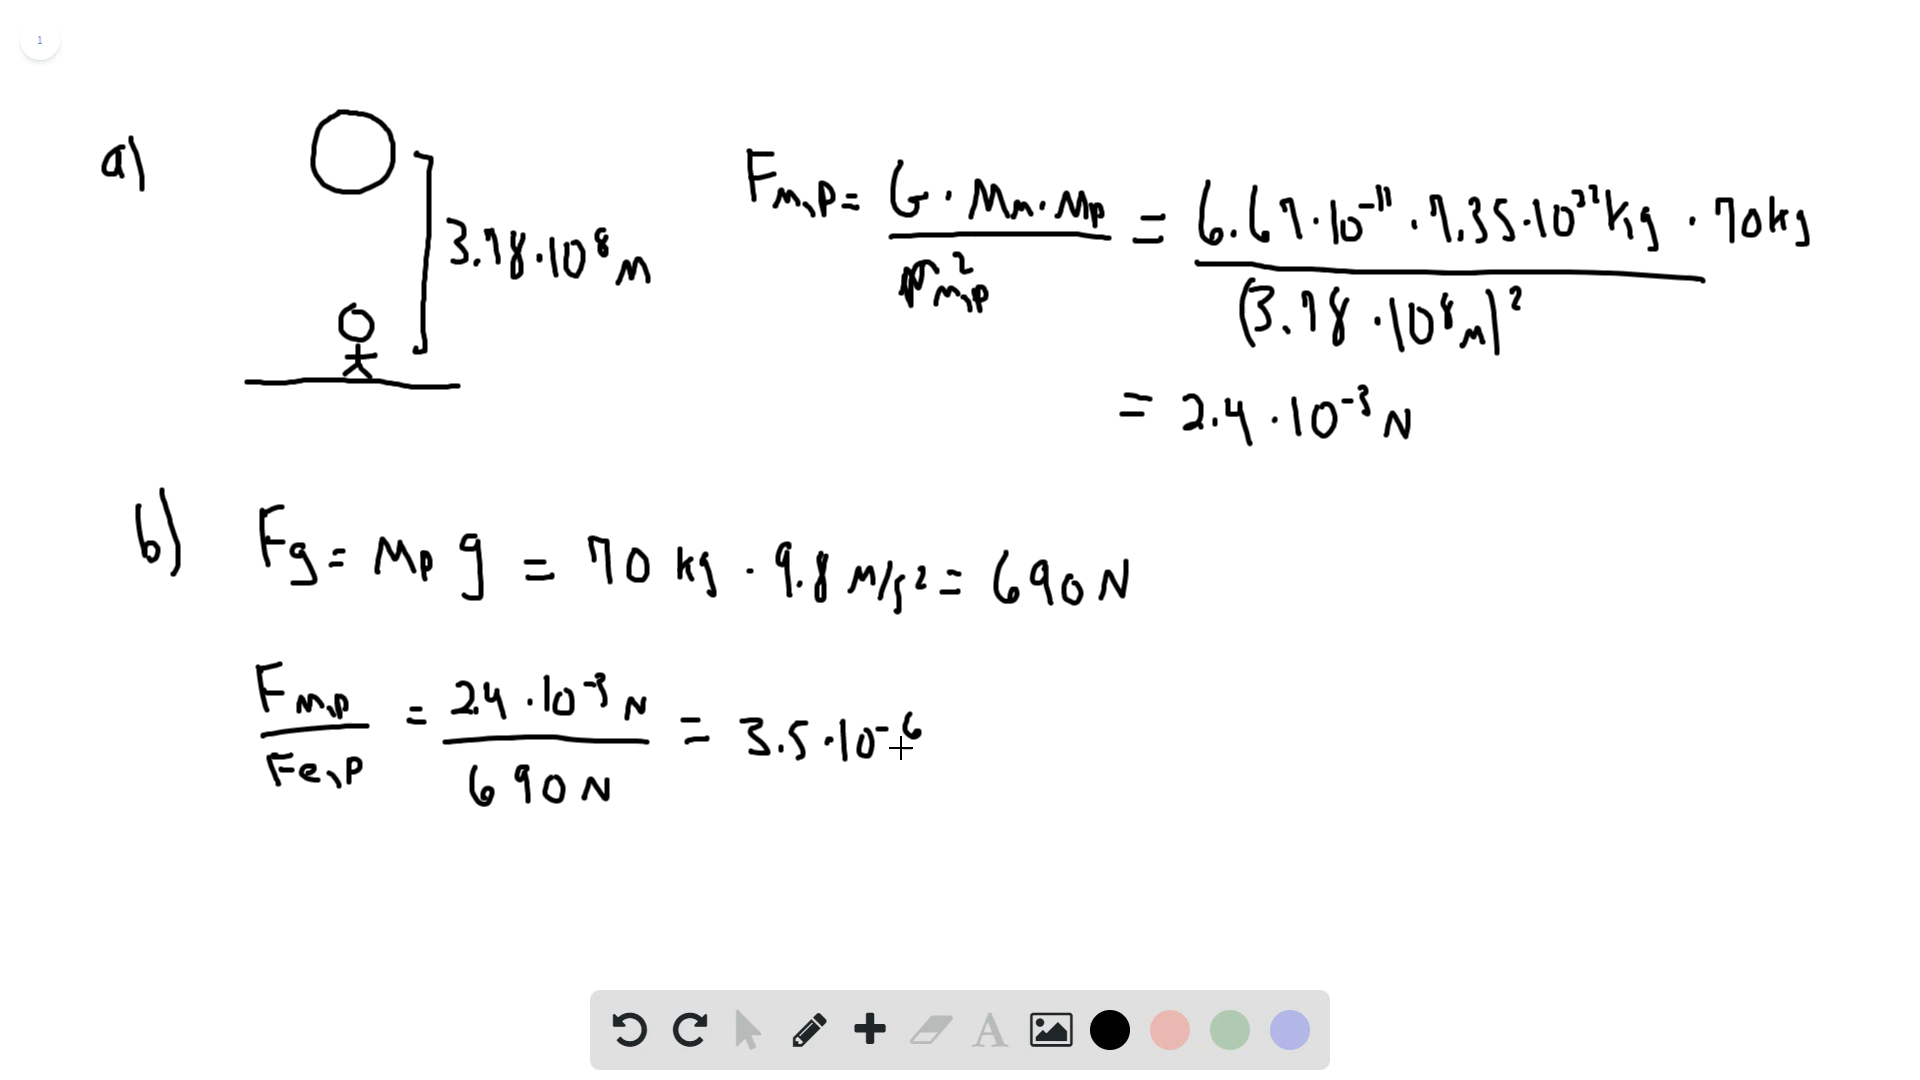 1
a)
3.78·10⁸ m
F_{m,p} = G · M_m · M_p / r_{m,p}² = 6.67·10⁻¹¹ · 7.35·10²² kg · 70 kg / (3.78·10⁸ m)²
= 2.4·10⁻³ N
b) F_g = M_p g = 70 kg · 9.8 m/s² = 690 N
F_{m,p} / F_{e,p} = 2.4·10⁻³ N / 690 N = 3.5·10⁻⁶
A